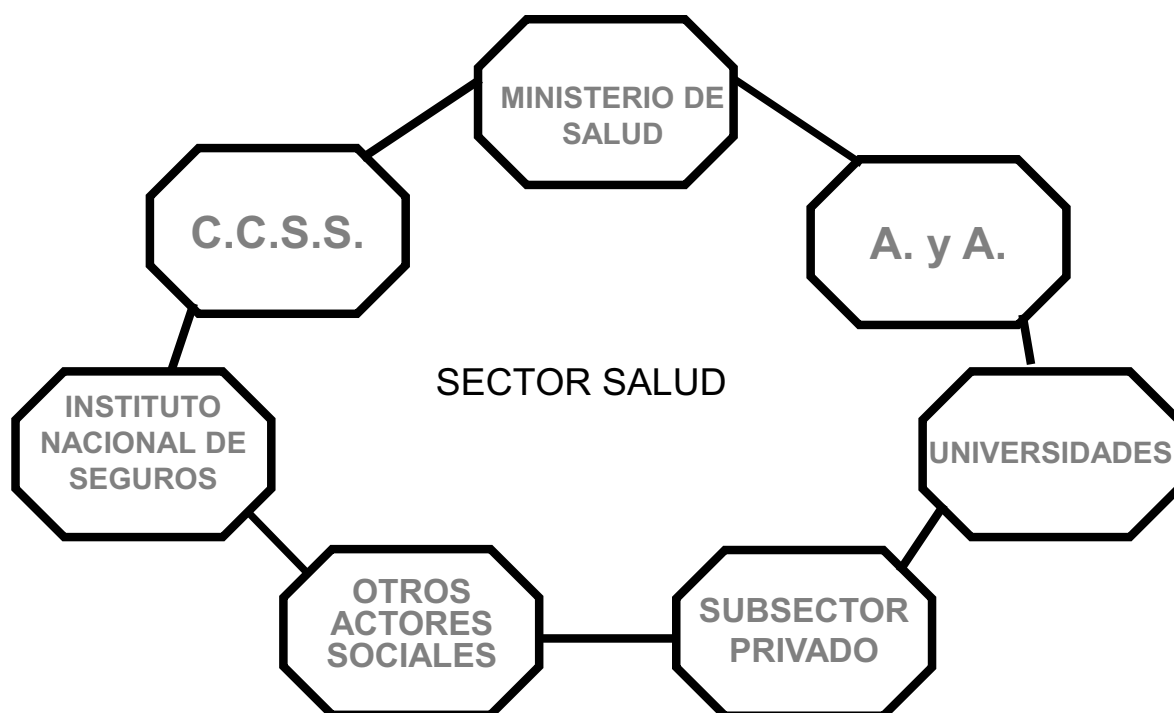 MINISTERIO DE
SALUD
C.C.S.S.
A. y A.
SECTOR SALUD
INSTITUTO
NACIONAL DE
SEGUROS
UNIVERSIDADES
OTROS
ACTORES
SOCIALES
SUBSECTOR
PRIVADO